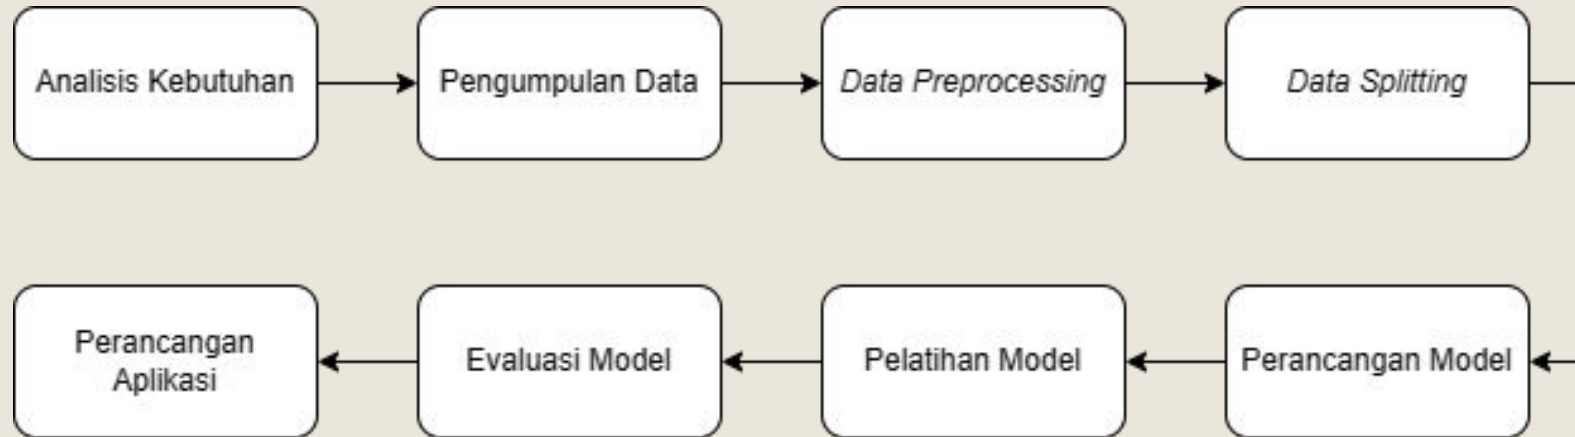 Analisis Kebutuhan
Pengumpulan Data
Data Preprocessing
Data Splitting
Perancangan Model
Pelatihan Model
Evaluasi Model
Perancangan
Aplikasi